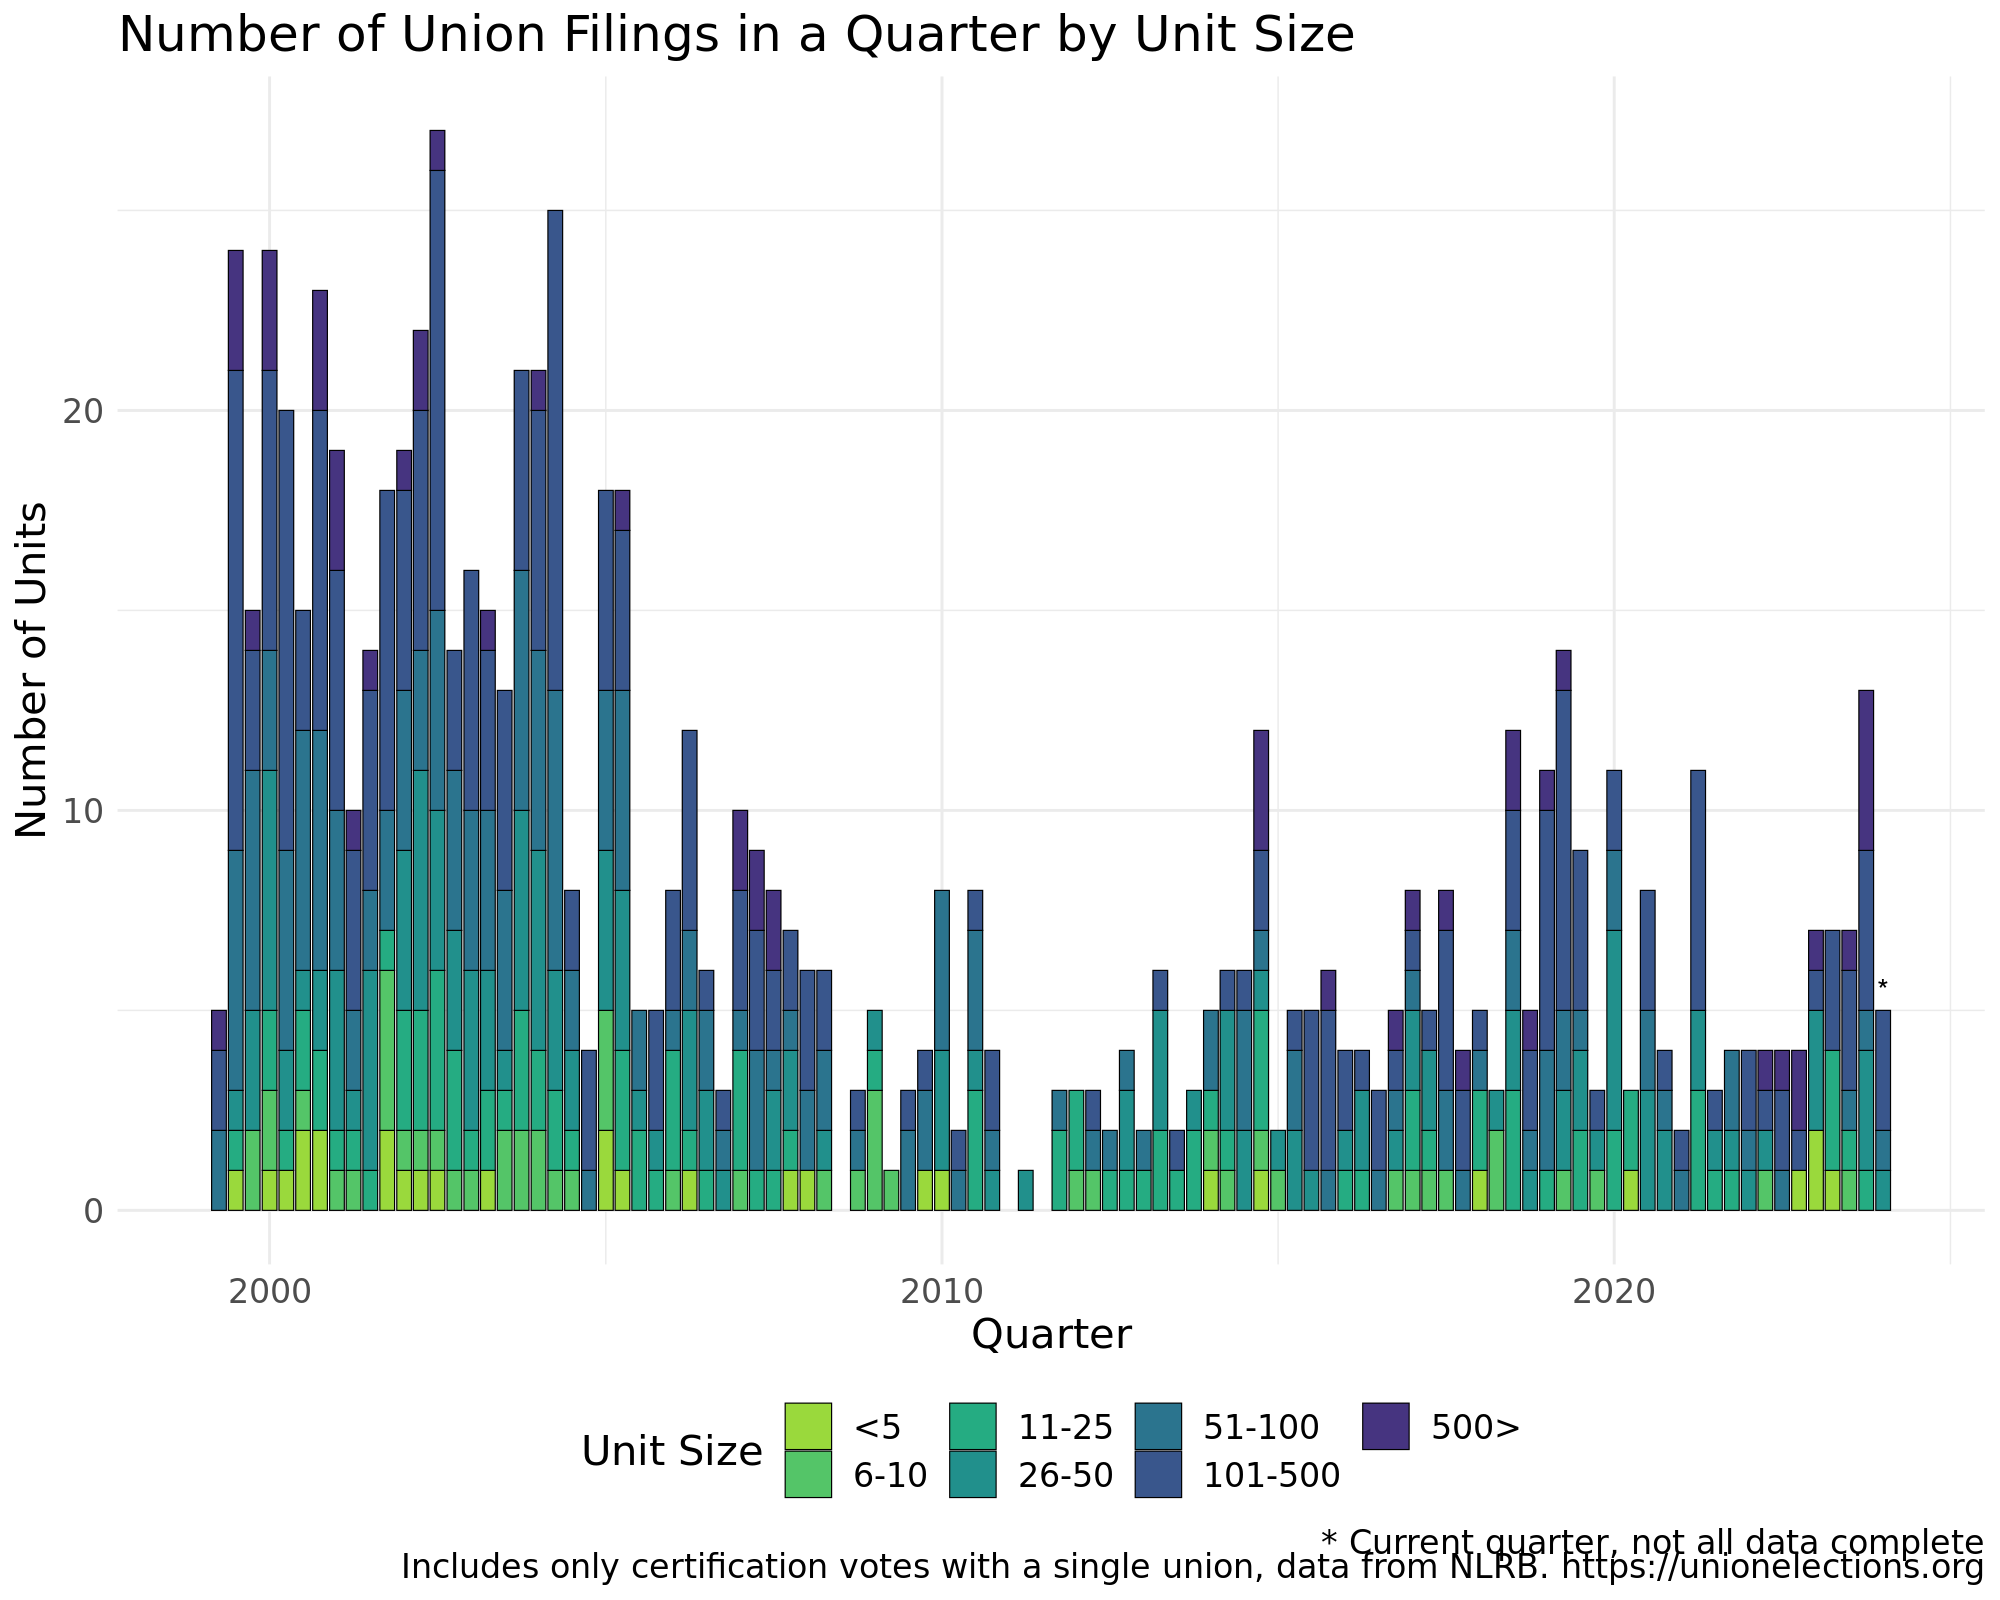 Number of Union Filings in a Quarter by Unit Size
Number of Units
20
10
0
*
2000
2010
2020
Quarter
Unit Size
<5
11-25
51-100
500>
6-10
26-50
101-500
* Current quarter, not all data complete
Includes only certification votes with a single union, data from NLRB. https://unionelections.org